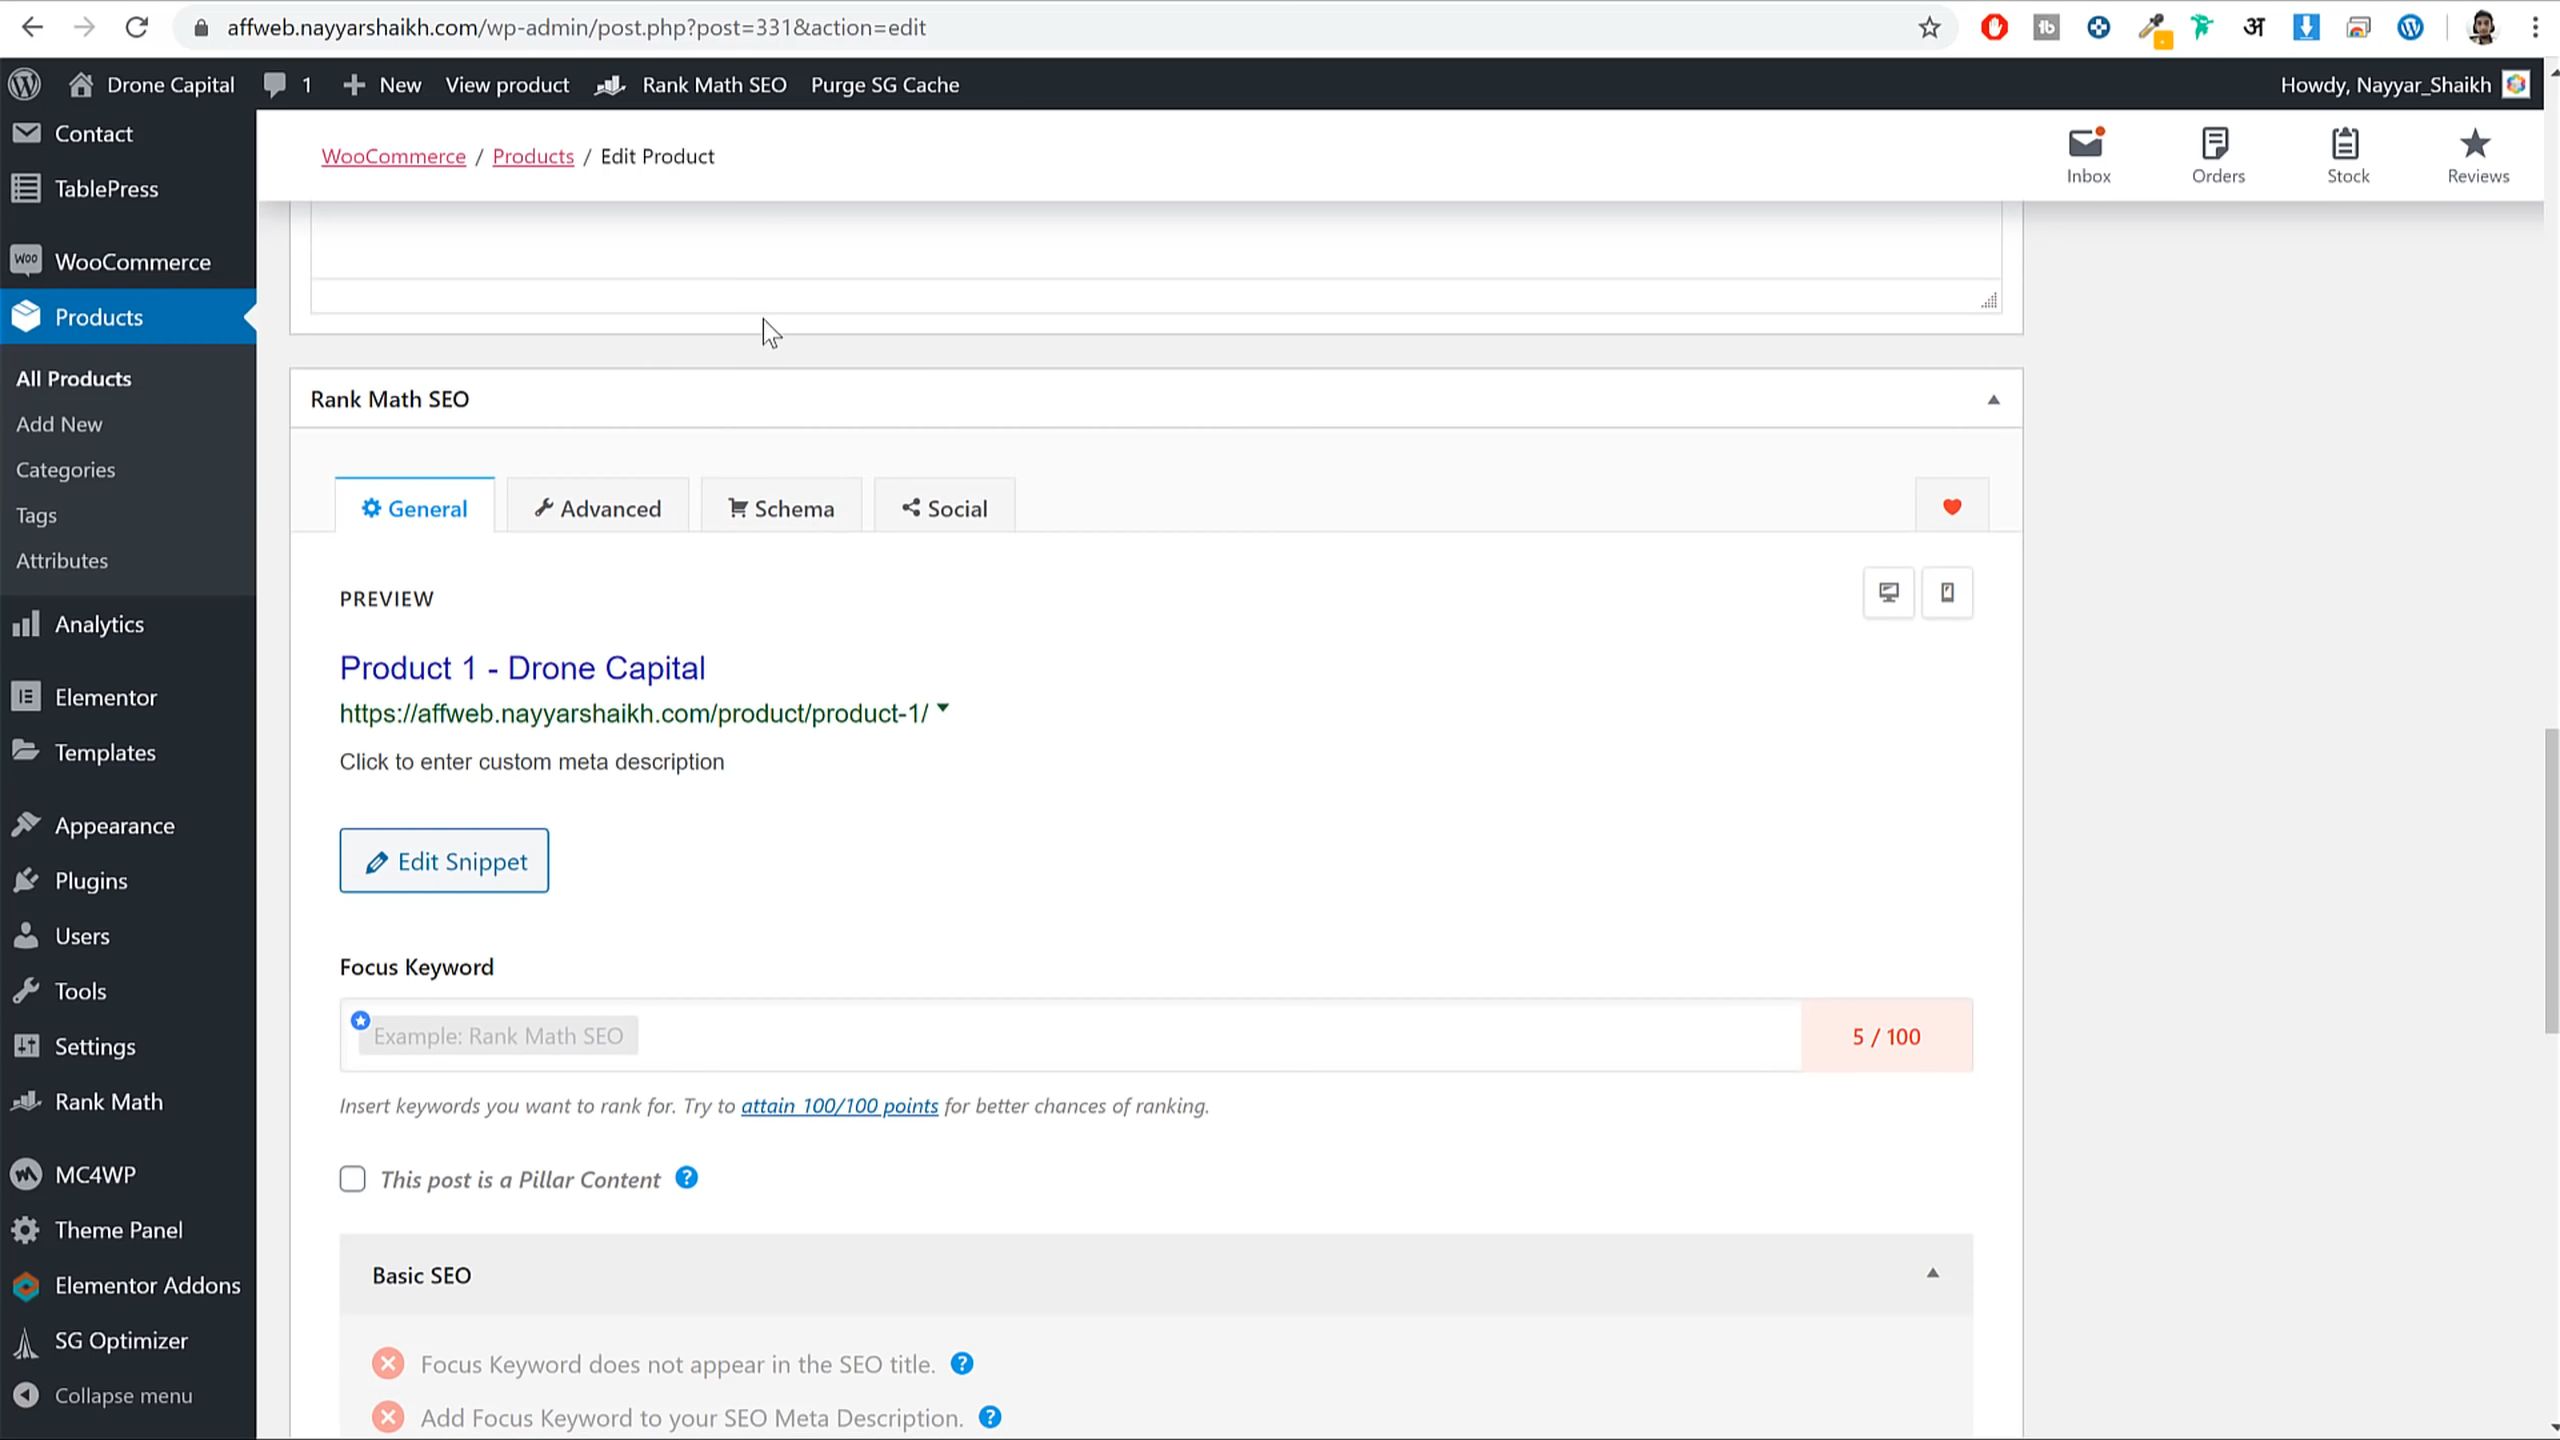 affweb.nayyarshaikh.com/wp-admin/post.php?post=331&action=edit
tb
अ
Drone Capital
1
New
View product
Rank Math SEO
Purge SG Cache
Howdy, Nayyar_Shaikh
Contact
TablePress
Woo
WooCommerce
Products
All Products
Add New
Categories
Tags
Attributes
Analytics
Elementor
Templates
Appearance
Plugins
Users
Tools
Settings
Rank Math
MC4WP
Theme Panel
Elementor Addons
SG Optimizer
Collapse menu
WooCommerce / Products / Edit Product
Inbox
Orders
Stock
Reviews
Rank Math SEO
General
Advanced
Schema
Social
PREVIEW
Product 1 - Drone Capital
https://affweb.nayyarshaikh.com/product/product-1/
Click to enter custom meta description
Edit Snippet
Focus Keyword
Example: Rank Math SEO
5 / 100
Insert keywords you want to rank for. Try to attain 100/100 points for better chances of ranking.
This post is a Pillar Content ?
Basic SEO
Focus Keyword does not appear in the SEO title. ?
Add Focus Keyword to your SEO Meta Description. ?